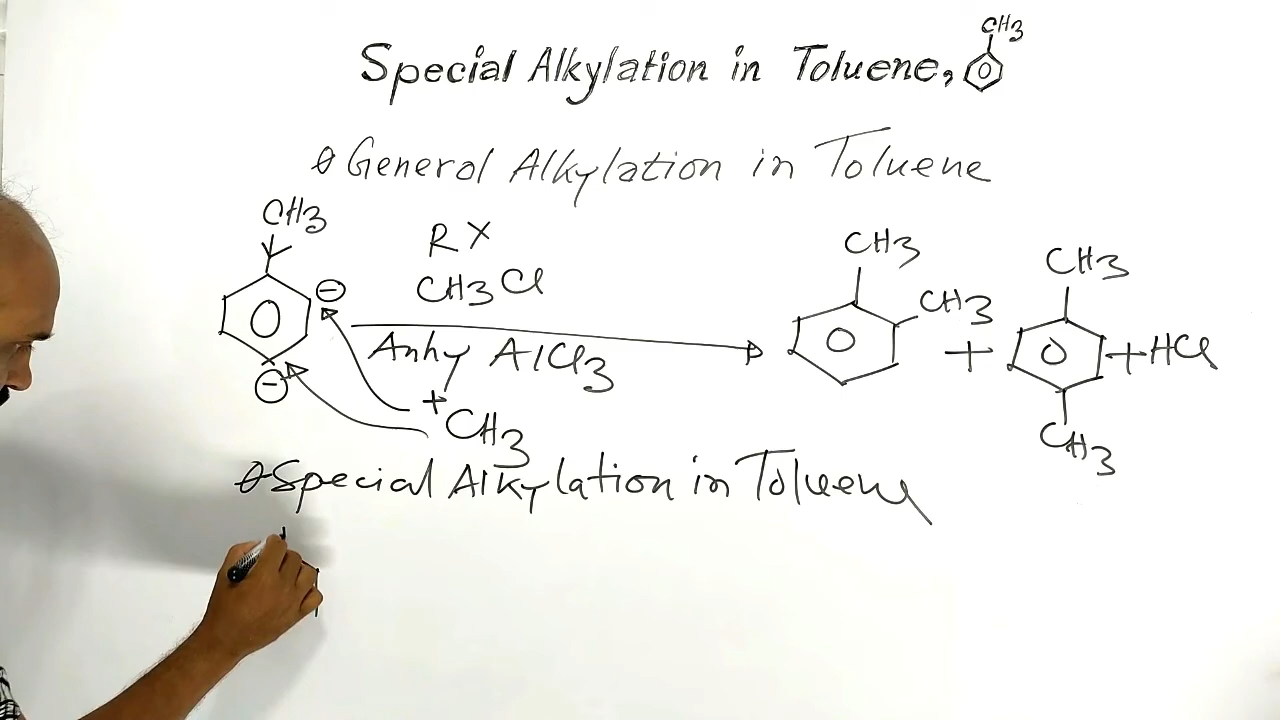 Special Alkylation in Toluene, CH3
General Alkylation in Toluene
CH3
RX
CH3Cl
Anhy AlCl3
+CH3
CH3
CH3
+
CH3
CH3
+HCl
Special Alkylation in Toluene